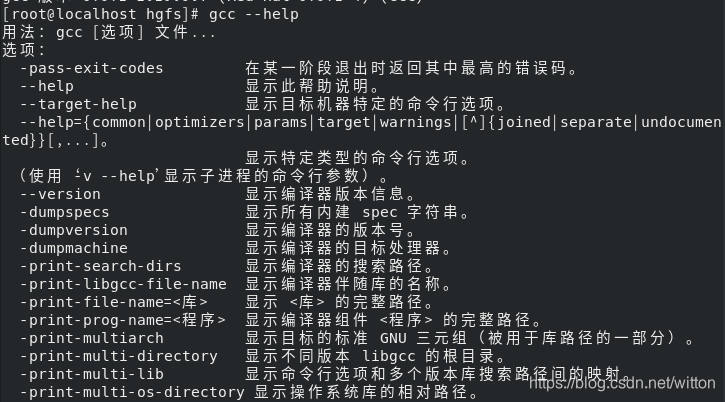 [root@localhost hgfs]# gcc --help
用法：gcc [选项] 文件...
选项：
-pass-exit-codes 在某一阶段退出时返回其中最高的错误码。
--help 显示此帮助说明。
--target-help 显示目标机器特定的命令行选项。
--help={common|optimizers|params|target|warnings|[^]{joined|separate|undocumen
ted}}[,...]。
显示特定类型的命令行选项。
（使用‘-v --help’显示子进程的命令行参数）。
--version 显示编译器版本信息。
-dumpspecs 显示所有内建 spec 字符串。
-dumpversion 显示编译器的版本号。
-dumpmachine 显示编译器的目标处理器。
-print-search-dirs 显示编译器的搜索路径。
-print-libgcc-file-name 显示编译器伴随库的名称。
-print-file-name=<库> 显示 <库> 的完整路径。
-print-prog-name=<程序> 显示编译器组件 <程序> 的完整路径。
-print-multiarch 显示目标的标准 GNU 三元组（被用于库路径的一部分）。
-print-multi-directory 显示不同版本 libgcc 的根目录。
-print-multi-lib 显示命令行选项和多个版本库搜索路径间的映射。
-print-multi-os-directory 显示操作系统库的相对路径。
https://blog.csdn.net/witton